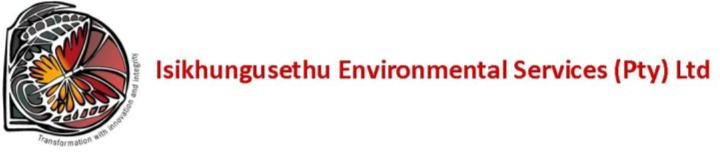 Isikhungusethu Environmental Services (Pty) Ltd
Transformation with innovation and integrity